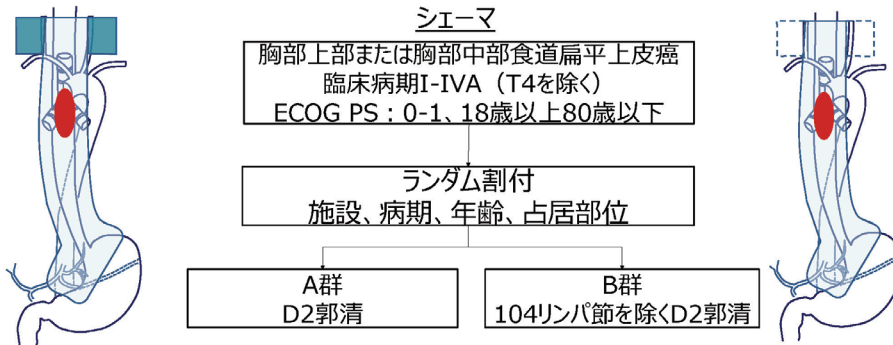 シェーマ
胸部上部または胸部中部食道扁平上皮癌
臨床病期I-IVA（T4を除く）
ECOG PS：0-1、18歳以上80歳以下
ランダム割付
施設、病期、年齢、占居部位
A群
D2郭清
B群
104リンパ節を除くD2郭清